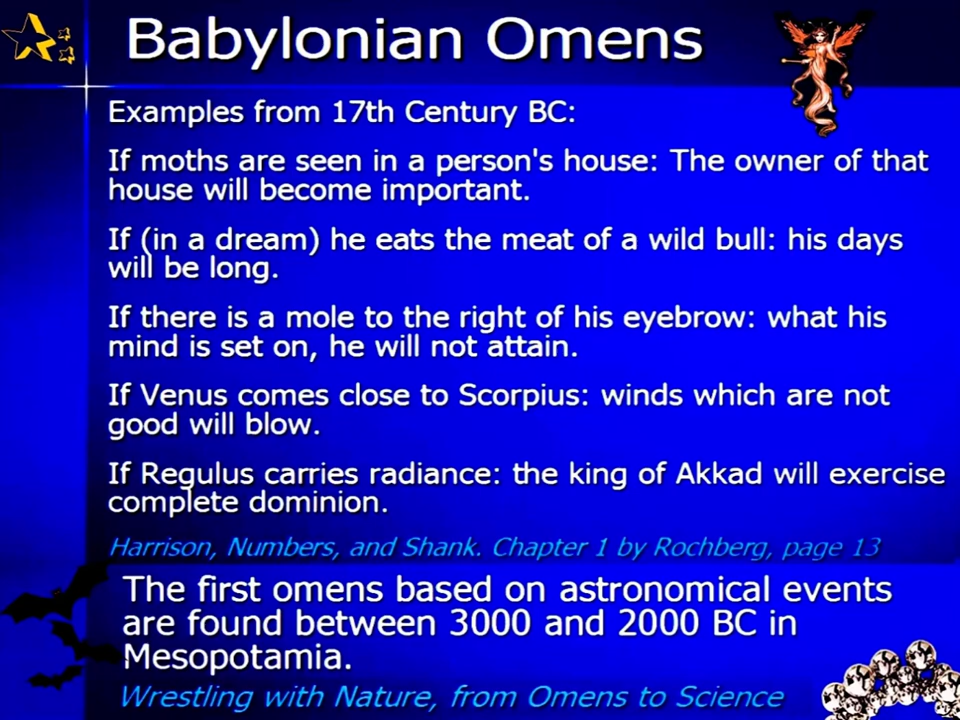 Babylonian Omens
Examples from 17th Century BC:
If moths are seen in a person's house: The owner of that
house will become important.
If (in a dream) he eats the meat of a wild bull: his days
will be long.
If there is a mole to the right of his eyebrow: what his
mind is set on, he will not attain.
If Venus comes close to Scorpius: winds which are not
good will blow.
If Regulus carries radiance: the king of Akkad will exercise
complete dominion.
Harrison, Numbers, and Shank. Chapter 1 by Rochberg, page 13
The first omens based on astronomical events
are found between 3000 and 2000 BC in
Mesopotamia.
Wrestling with Nature, from Omens to Science